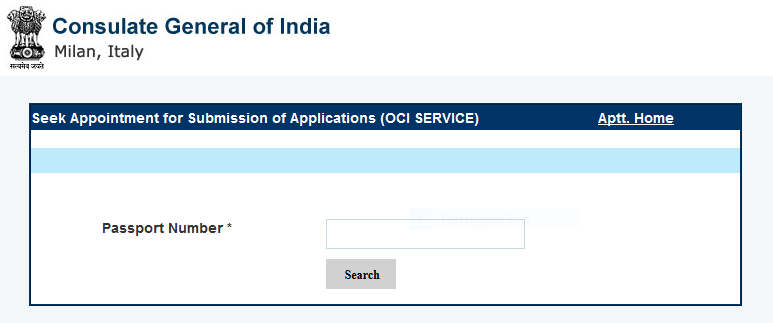 Consulate General of India
Milan, Italy
सत्यमेव जयते
Seek Appointment for Submission of Applications (OCI SERVICE) Aptt. Home
Passport Number *
Search